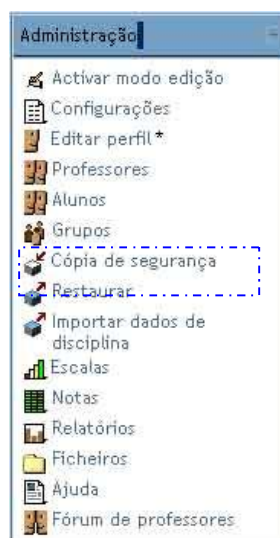 Administração
Activar modo edição
Configurações
Editar perfil*
Professores
Alunos
Grupos
Cópia de segurança
Restaurar
Importar dados de
disciplina
Escalas
Notas
Relatórios
Ficheiros
Ajuda
Fórum de professores